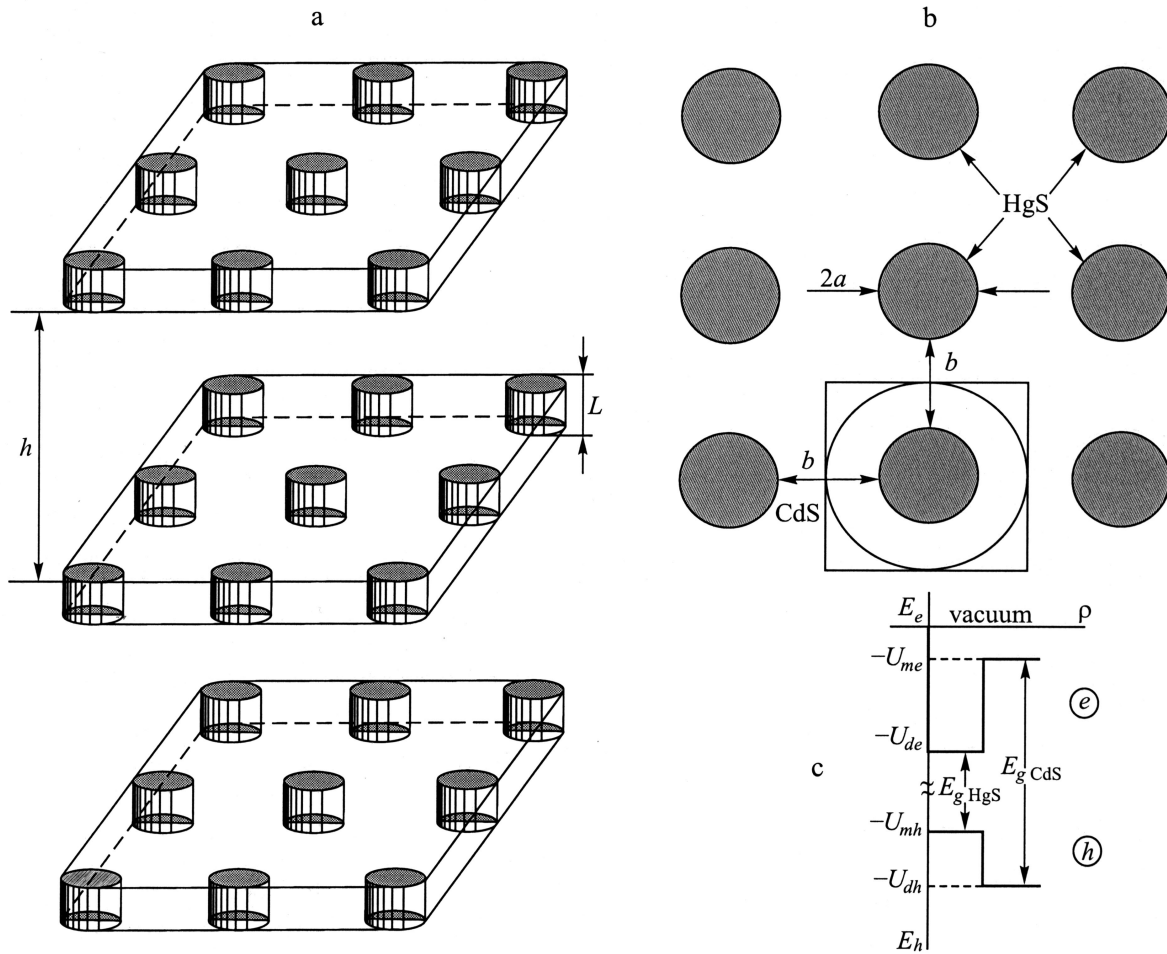 a
h
L
b
HgS
2a
b
b
CdS
E_e vacuum ρ
−U_me
e
−U_de
c
≈ E_g HgS
E_g CdS
−U_mh
h
−U_dh
E_h